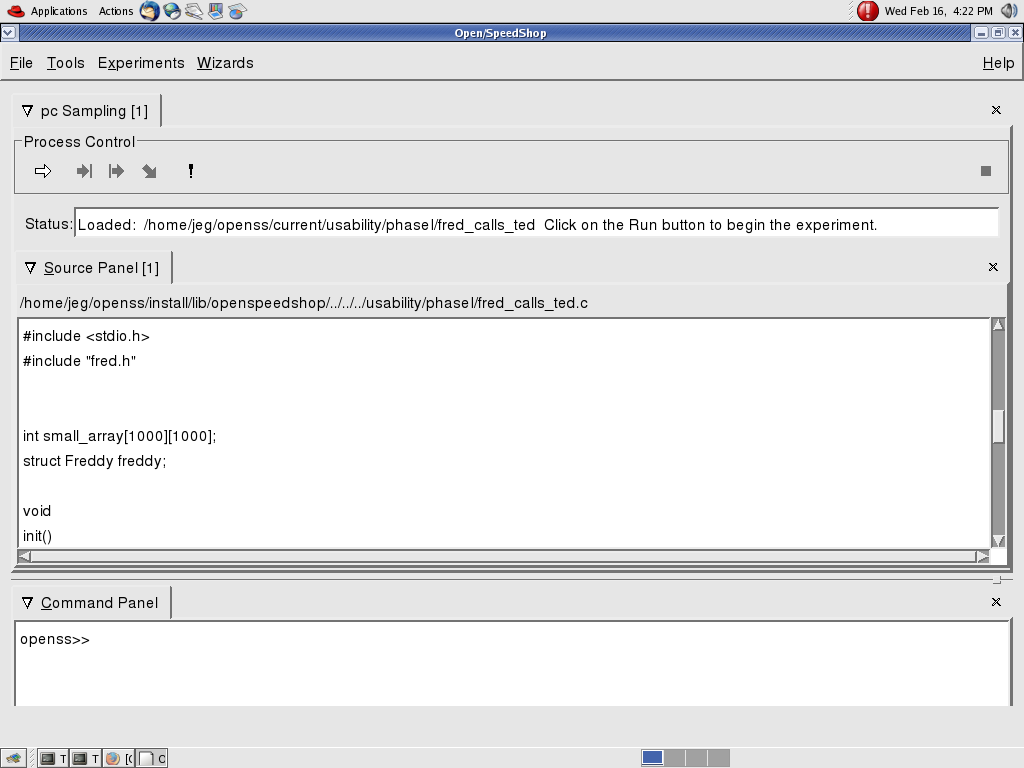 Applications Actions Wed Feb 16, 4:22 PM
Open/SpeedShop
File Tools Experiments Wizards Help
pc Sampling [1]
Process Control
Status: Loaded: /home/jeg/openss/current/usability/phaseI/fred_calls_ted Click on the Run button to begin the experiment.
Source Panel [1]
/home/jeg/openss/install/lib/openspeedshop/../../../usability/phaseI/fred_calls_ted.c
#include <stdio.h>
#include "fred.h"
int small_array[1000][1000];
struct Freddy freddy;
void
init()
Command Panel
openss>>
T T [( C